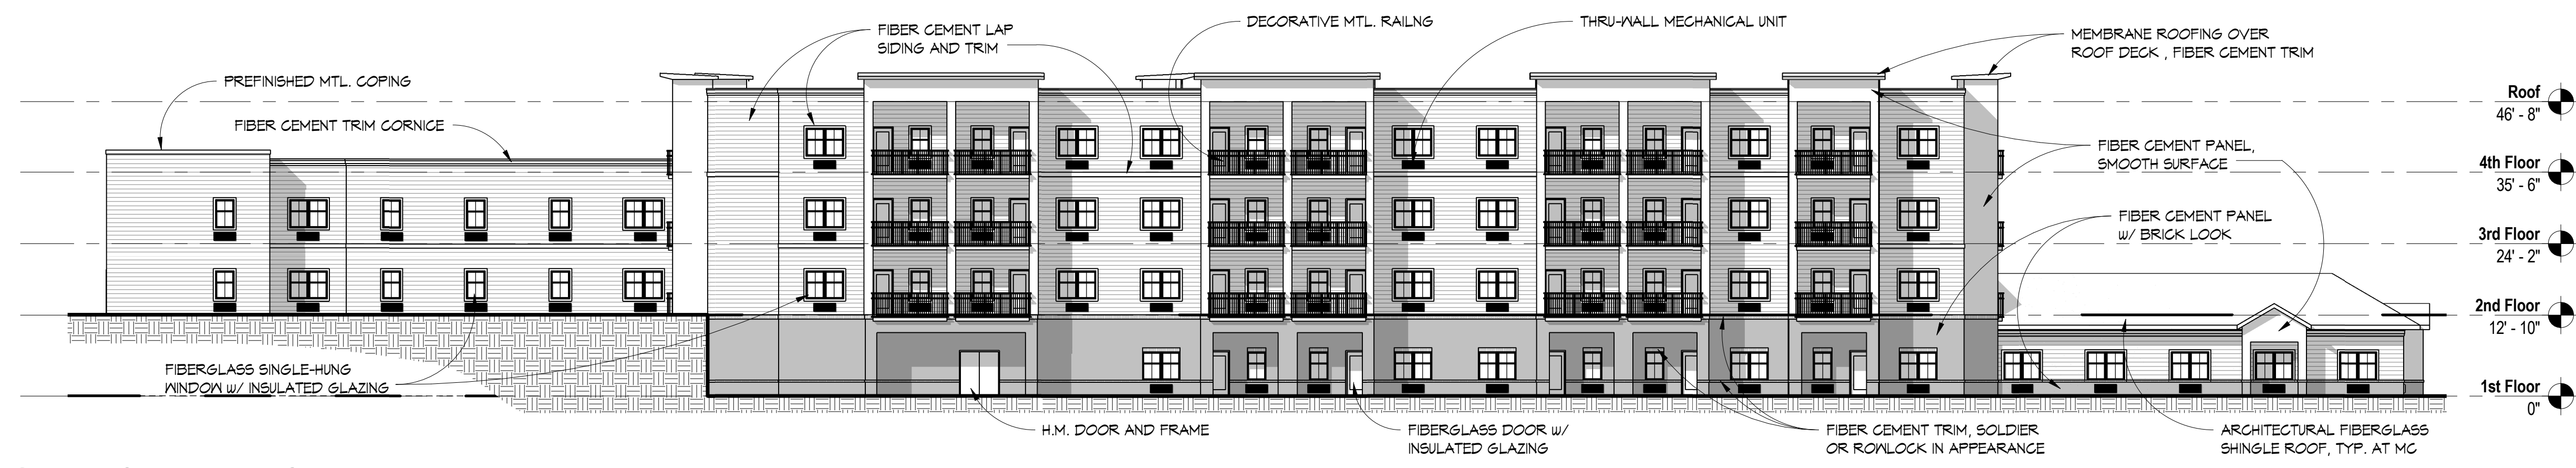 DECORATIVE MTL. RAILNG
THRU-WALL MECHANICAL UNIT
FIBER CEMENT LAP
SIDING AND TRIM
MEMBRANE ROOFING OVER
ROOF DECK , FIBER CEMENT TRIM
PREFINISHED MTL. COPING
FIBER CEMENT TRIM CORNICE
Roof
46' - 8"
FIBER CEMENT PANEL,
SMOOTH SURFACE
4th Floor
35' - 6"
FIBER CEMENT PANEL
W/ BRICK LOOK
3rd Floor
24' - 2"
2nd Floor
12' - 10"
FIBERGLASS SINGLE-HUNG
WINDOW W/ INSULATED GLAZING
1st Floor
0"
H.M. DOOR AND FRAME
FIBERGLASS DOOR W/
INSULATED GLAZING
FIBER CEMENT TRIM, SOLDIER
OR ROWLOCK IN APPEARANCE
ARCHITECTURAL FIBERGLASS
SHINGLE ROOF, TYP. AT MC